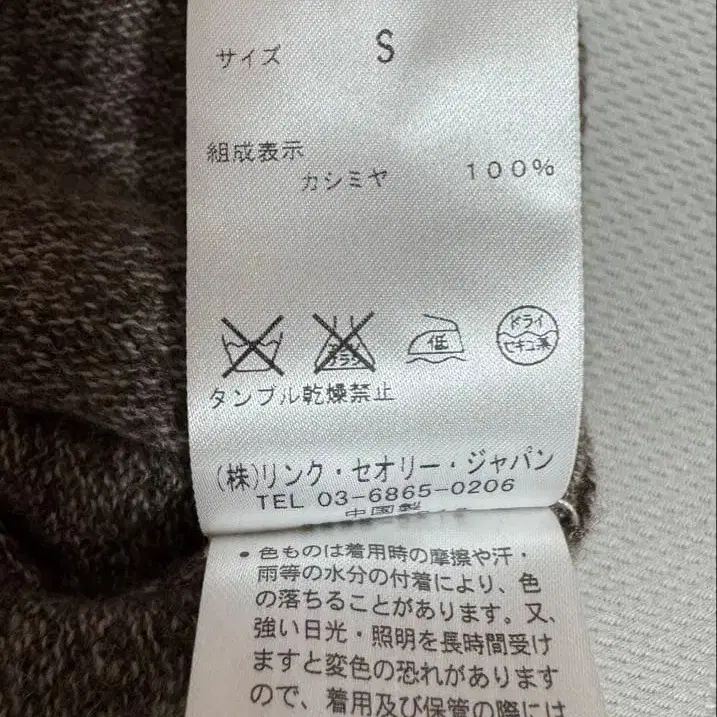 サイズ S
組成表示
カシミヤ 100%
エンソ サラシ 低 ドライ セキユ系
タンブル乾燥禁止
(株)リンク・セオリー・ジャパン
TEL 03-6865-0206
中国製
•色ものは着用時の摩擦や汗・
雨等の水分の付着により、色
の落ちることがあります。又、
強い日光・照明を長時間受け
ますと変色の恐れがあります
ので、着用及び保管の際には